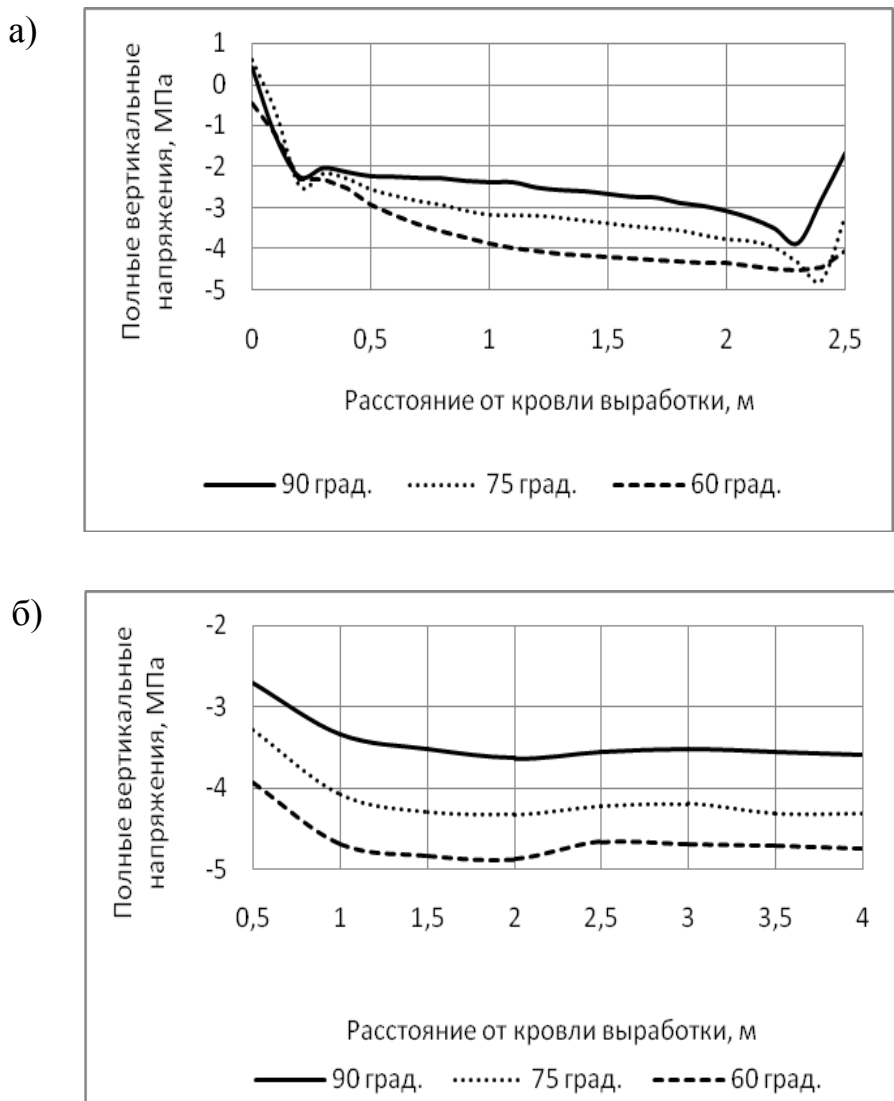 а)
Полные вертикальные
напряжения, МПа
1
0
-1
-2
-3
-4
-5
0 0,5 1 1,5 2 2,5
Расстояние от кровли выработки, м
90 град. 75 град. 60 град.
б)
Полные вертикальные
напряжения, МПа
-2
-3
-4
-5
0,5 1 1,5 2 2,5 3 3,5 4
Расстояние от кровли выработки, м
90 град. 75 град. 60 град.